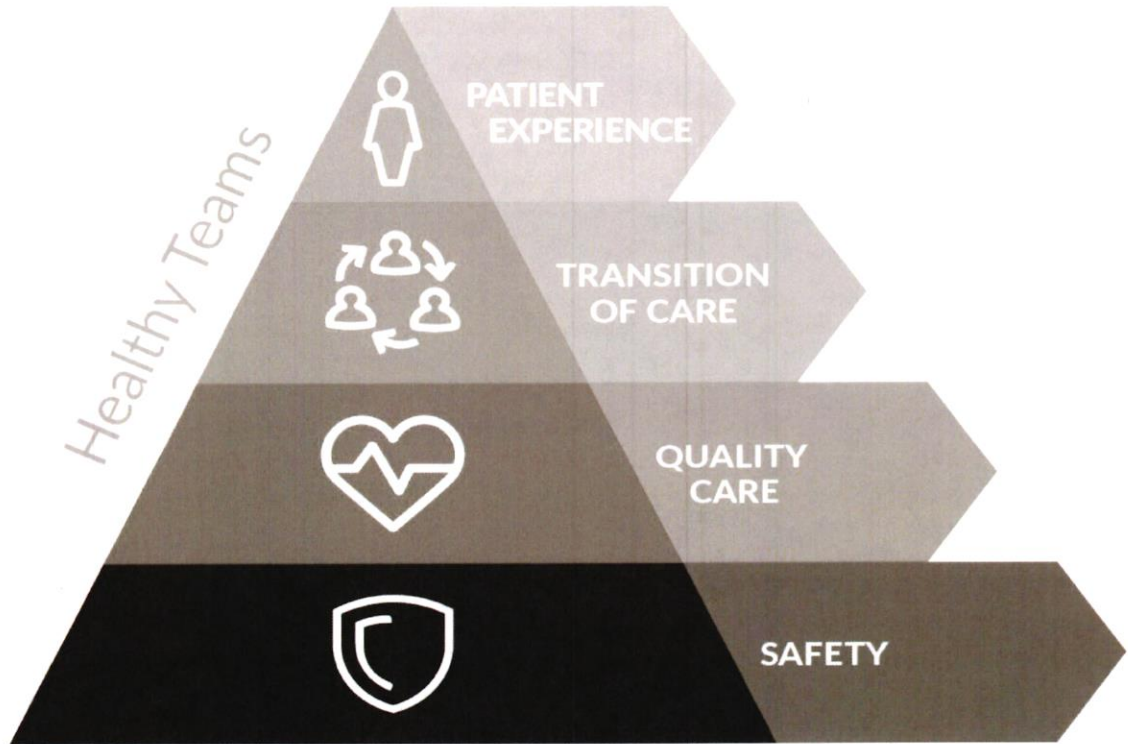 Healthy Teams
PATIENT
EXPERIENCE
TRANSITION
OF CARE
QUALITY
CARE
SAFETY